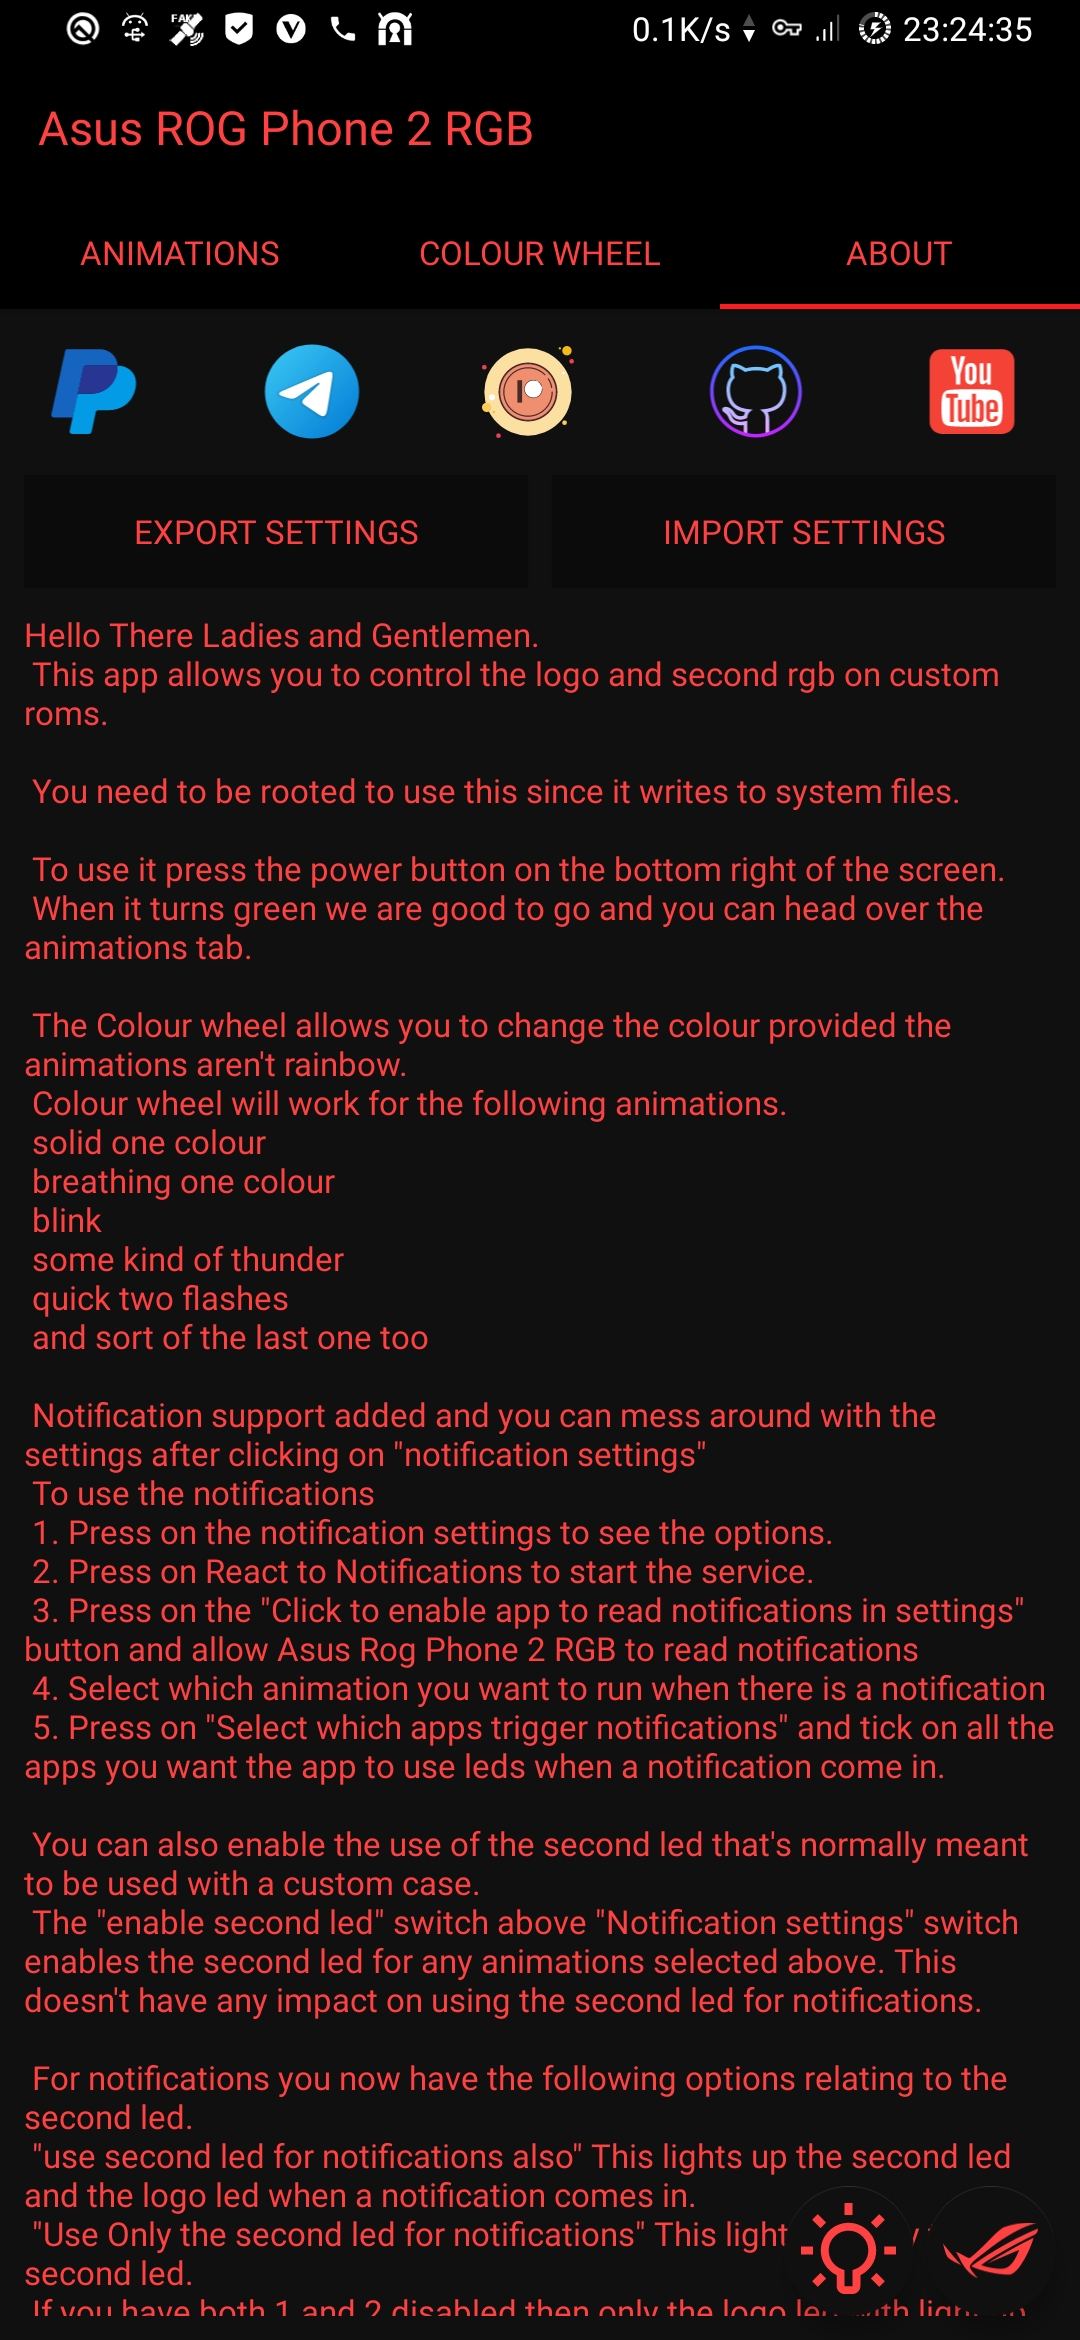 FAKE
0.1K/s
23:24:35
Asus ROG Phone 2 RGB
ANIMATIONS
COLOUR WHEEL
ABOUT
You
Tube
EXPORT SETTINGS
IMPORT SETTINGS
Hello There Ladies and Gentlemen.
This app allows you to control the logo and second rgb on custom
roms.
You need to be rooted to use this since it writes to system files.
To use it press the power button on the bottom right of the screen.
When it turns green we are good to go and you can head over the
animations tab.
The Colour wheel allows you to change the colour provided the
animations aren't rainbow.
Colour wheel will work for the following animations.
solid one colour
breathing one colour
blink
some kind of thunder
quick two flashes
and sort of the last one too
Notification support added and you can mess around with the
settings after clicking on "notification settings"
To use the notifications
1. Press on the notification settings to see the options.
2. Press on React to Notifications to start the service.
3. Press on the "Click to enable app to read notifications in settings"
button and allow Asus Rog Phone 2 RGB to read notifications
4. Select which animation you want to run when there is a notification
5. Press on "Select which apps trigger notifications" and tick on all the
apps you want the app to use leds when a notification come in.
You can also enable the use of the second led that's normally meant
to be used with a custom case.
The "enable second led" switch above "Notification settings" switch
enables the second led for any animations selected above. This
doesn't have any impact on using the second led for notifications.
For notifications you now have the following options relating to the
second led.
"use second led for notifications also" This lights up the second led
and the logo led when a notification comes in.
"Use Only the second led for notifications" This light
second led.
If you have both 1 and 2 disabled then only the logo